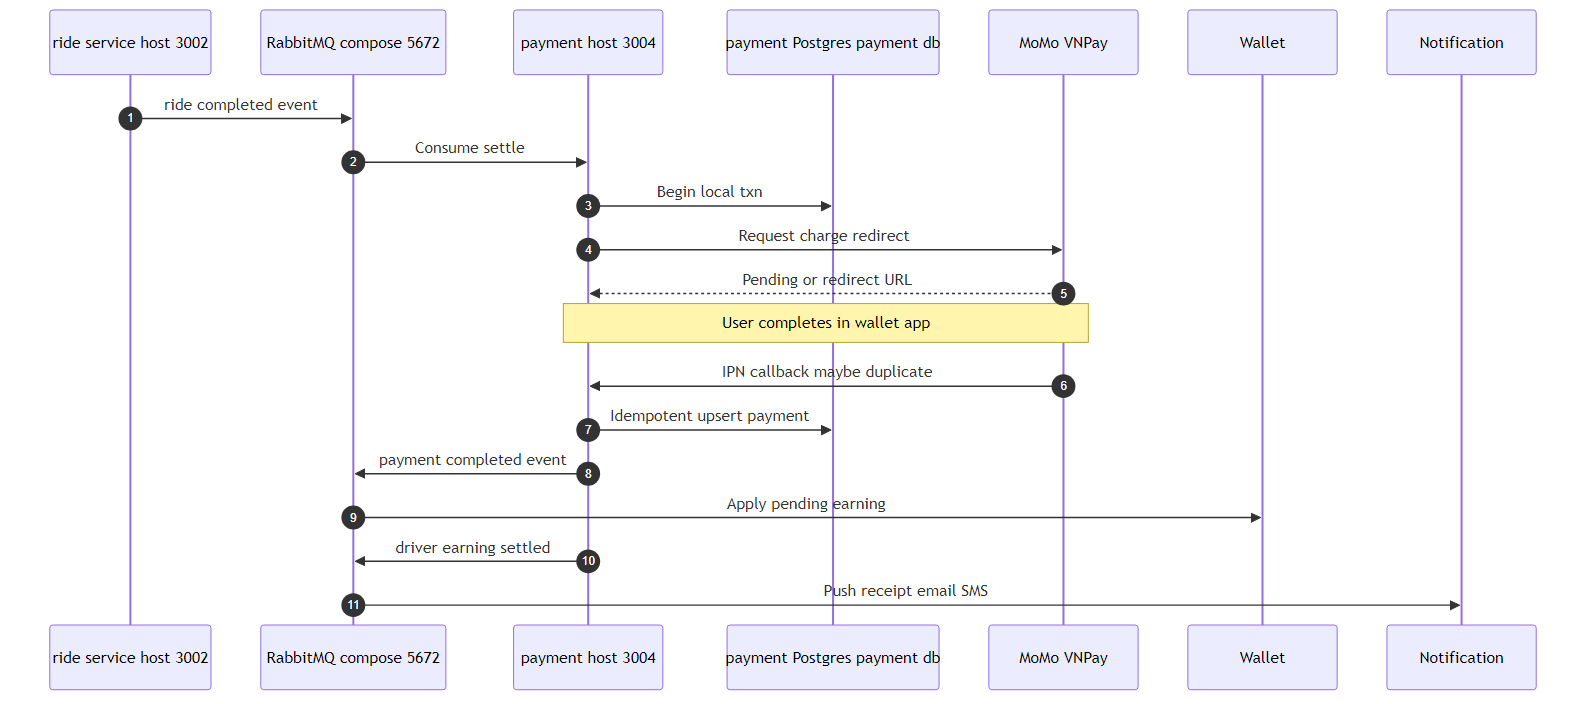 ride service host 3002
RabbitMQ compose 5672
payment host 3004
payment Postgres payment db
MoMo VNPay
Wallet
Notification
1
ride completed event
2
Consume settle
3
Begin local txn
4
Request charge redirect
Pending or redirect URL
5
User completes in wallet app
IPN callback maybe duplicate
6
7
Idempotent upsert payment
payment completed event
8
9
Apply pending earning
driver earning settled
10
11
Push receipt email SMS
ride service host 3002
RabbitMQ compose 5672
payment host 3004
payment Postgres payment db
MoMo VNPay
Wallet
Notification